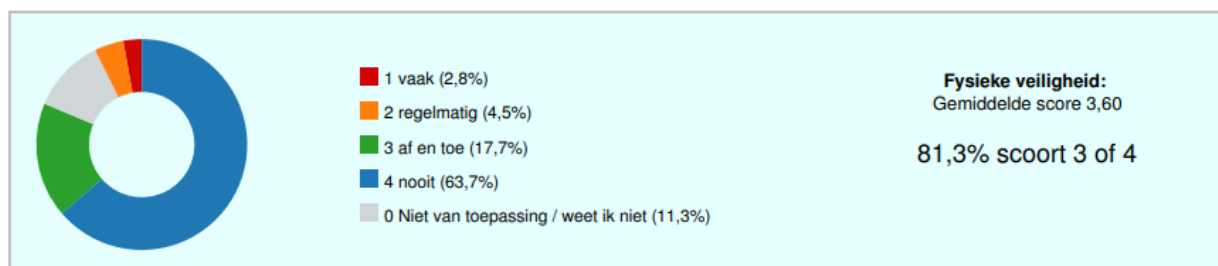 1 vaak (2,8%)
2 regelmatig (4,5%)
3 af en toe (17,7%)
4 nooit (63,7%)
0 Niet van toepassing / weet ik niet (11,3%)
Fysieke veiligheid:
Gemiddelde score 3,60
81,3% scoort 3 of 4